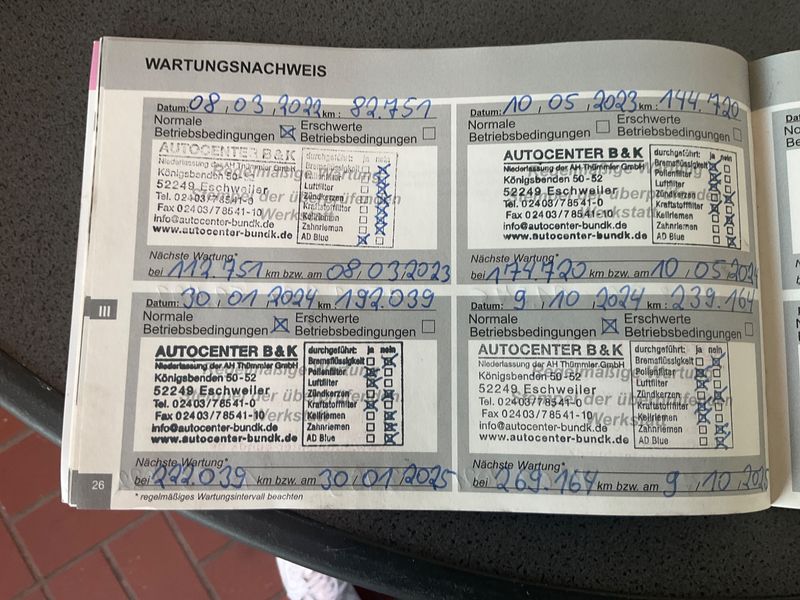 WARTUNGSNACHWEIS
Datum: 08.03.2022 km: 82.751
Normale Betriebsbedingungen ☒ Erschwerte Betriebsbedingungen ☐
AUTOCENTER B & K
Niederlassung der AH Thümmler GmbH
Königsbenden 50-52
52249 Eschweiler
Tel. 02403/78541-0
Fax 02403/78541-10
info@autocenter-bundk.de
www.autocenter-bundk.de
durchgeführt: ja nein
Bremsflüssigkeit
Pollenfilter
Luftfilter
Zündkerzen
Kraftstofffilter
Keilriemen
Zahnriemen
AD Blue
Nächste Wartung*
bei 112.751 km bzw. am 08.03.2023
Datum: 10.05.2023 km: 144.720
Normale Betriebsbedingungen ☐ Erschwerte Betriebsbedingungen ☐
AUTOCENTER B & K
Niederlassung der AH Thümmler GmbH
Königsbenden 50-52
52249 Eschweiler
Tel. 02403/78541-0
Fax 02403/78541-10
info@autocenter-bundk.de
www.autocenter-bundk.de
durchgeführt: ja nein
Bremsflüssigkeit
Pollenfilter
Luftfilter
Zündkerzen
Kraftstofffilter
Keilriemen
Zahnriemen
AD Blue
Nächste Wartung*
bei 174720 km bzw. am 10.05.2024
III
Datum: 30.01.2024 km: 192.039
Normale Betriebsbedingungen ☒ Erschwerte Betriebsbedingungen ☐
AUTOCENTER B & K
Niederlassung der AH Thümmler GmbH
Königsbenden 50-52
52249 Eschweiler
Tel. 02403/78541-0
Fax 02403/78541-10
info@autocenter-bundk.de
www.autocenter-bundk.de
durchgeführt: ja nein
Bremsflüssigkeit
Pollenfilter
Luftfilter
Zündkerzen
Kraftstofffilter
Keilriemen
Zahnriemen
AD Blue
Nächste Wartung*
bei 222.039 km bzw. am 30.01.2025
Datum: 9.10.2024 km: 239.164
Normale Betriebsbedingungen ☒ Erschwerte Betriebsbedingungen ☐
AUTOCENTER B & K
Niederlassung der AH Thümmler GmbH
Königsbenden 50-52
52249 Eschweiler
Tel. 02403/78541-0
Fax 02403/78541-10
info@autocenter-bundk.de
www.autocenter-bundk.de
durchgeführt: ja nein
Bremsflüssigkeit
Pollenfilter
Luftfilter
Zündkerzen
Kraftstofffilter
Keilriemen
Zahnriemen
AD Blue
Nächste Wartung*
bei 269.164 km bzw. am 9.10.2025
26
* regelmäßiges Wartungsintervall beachten